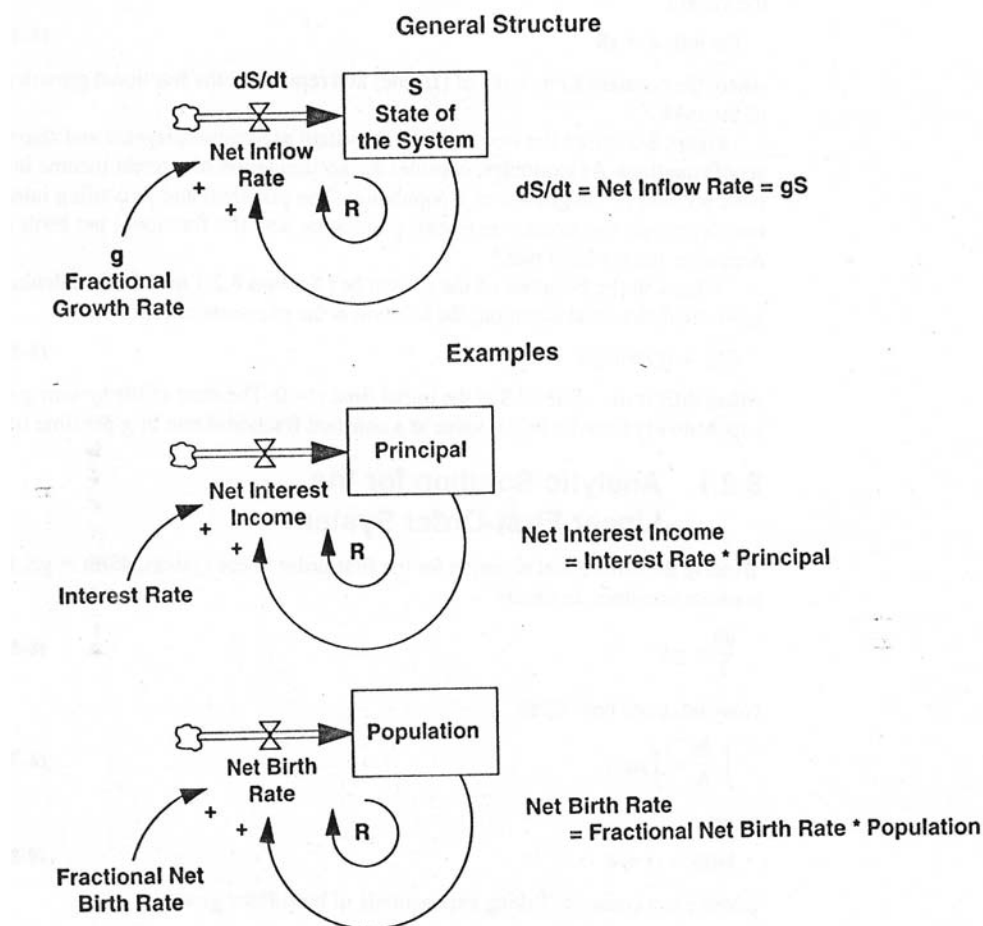 General Structure
dS/dt
S
State of
the System
Net Inflow
Rate
+
+
R
dS/dt = Net Inflow Rate = gS
g
Fractional
Growth Rate
Examples
Principal
Net Interest
Income
+
+
R
Net Interest Income
= Interest Rate * Principal
Interest Rate
Population
Net Birth
Rate
+
+
R
Net Birth Rate
= Fractional Net Birth Rate * Population
Fractional Net
Birth Rate